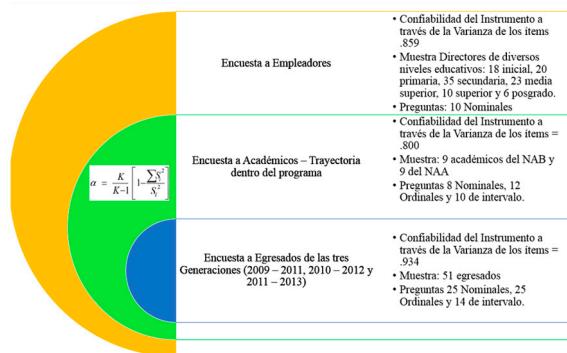 Encuesta a Empleadores
• Confiabilidad del Instrumento a
través de la Varianza de los ítems
.859
• Muestra Directores de diversos
niveles educativos: 18 inicial, 20
primaria, 35 secundaria, 23 media
superior, 10 superior y 6 posgrado.
• Preguntas: 10 Nominales
α = K/K−1 [1−∑S_i^2/S_t^2]
Encuesta a Académicos – Trayectoria
dentro del programa
• Confiabilidad del Instrumento a
través de la Varianza de los ítems =
.800
• Muestra: 9 académicos del NAB y
9 del NAA
• Preguntas 8 Nominales, 12
Ordinales y 10 de intervalo.
Encuesta a Egresados de las tres
Generaciones (2009 – 2011, 2010 – 2012 y
2011 – 2013)
• Confiabilidad del Instrumento a
través de la Varianza de los ítems =
.934
• Muestra: 51 egresados
• Preguntas 25 Nominales, 25
Ordinales y 14 de intervalo.